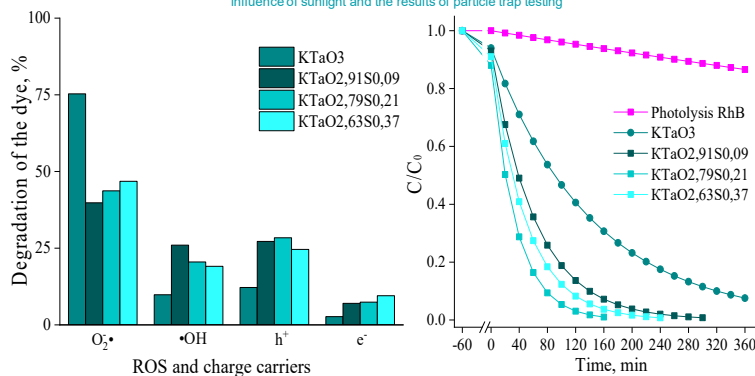 influence of sunlight and the results of particle trap testing
Degradation of the dye, %
100
75
50
25
0
KTaO3
KTaO2,91S0,09
KTaO2,79S0,21
KTaO2,63S0,37
O₂⁻•
•OH
h⁺
e⁻
ROS and charge carriers
C/C₀
1.0
0.8
0.6
0.4
0.2
0.0
Photolysis RhB
KTaO3
KTaO2,91S0,09
KTaO2,79S0,21
KTaO2,63S0,37
-60 0 40 80 120 160 200 240 280 320 360
Time, min